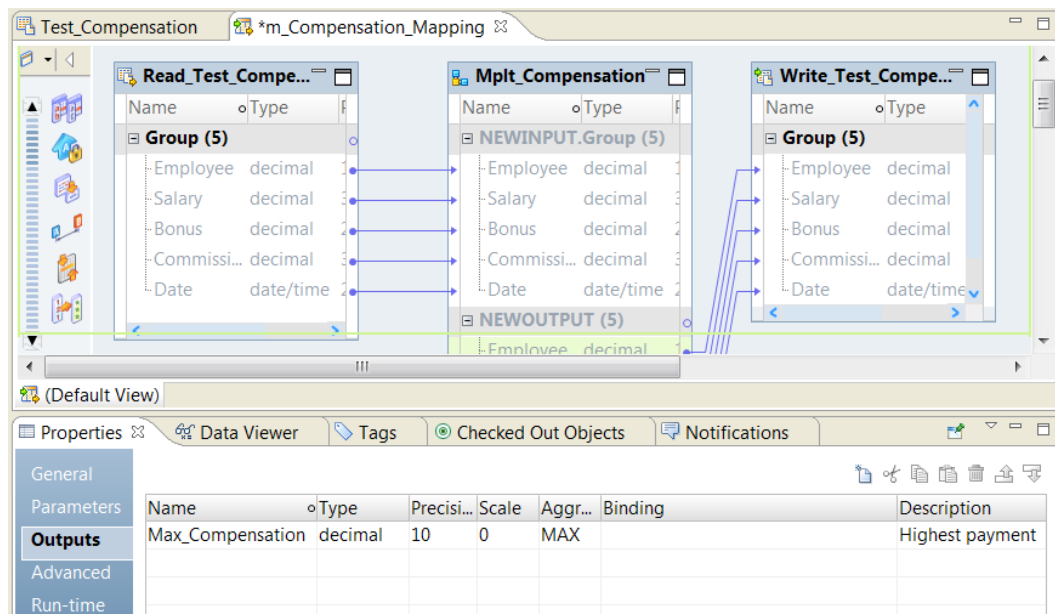 Test_Compensation *m_Compensation_Mapping
Read_Test_Compe... Mplt_Compensation Write_Test_Compe...
Name Type Name Type Name Type
Group (5) NEWINPUT.Group (5) Group (5)
Employee decimal Employee decimal 1 Employee decimal
Salary decimal Salary decimal Salary decimal
Bonus decimal Bonus decimal Bonus decimal
Commissi... decimal Commissi... decimal Commissi... decimal
Date date/time Date date/time Date date/time
NEWOUTPUT (5)
Employee decimal
(Default View)
Properties Data Viewer Tags Checked Out Objects Notifications
General
Parameters Name Type Precisi... Scale Aggr... Binding Description
Outputs Max_Compensation decimal 10 0 MAX Highest payment
Advanced
Run-time